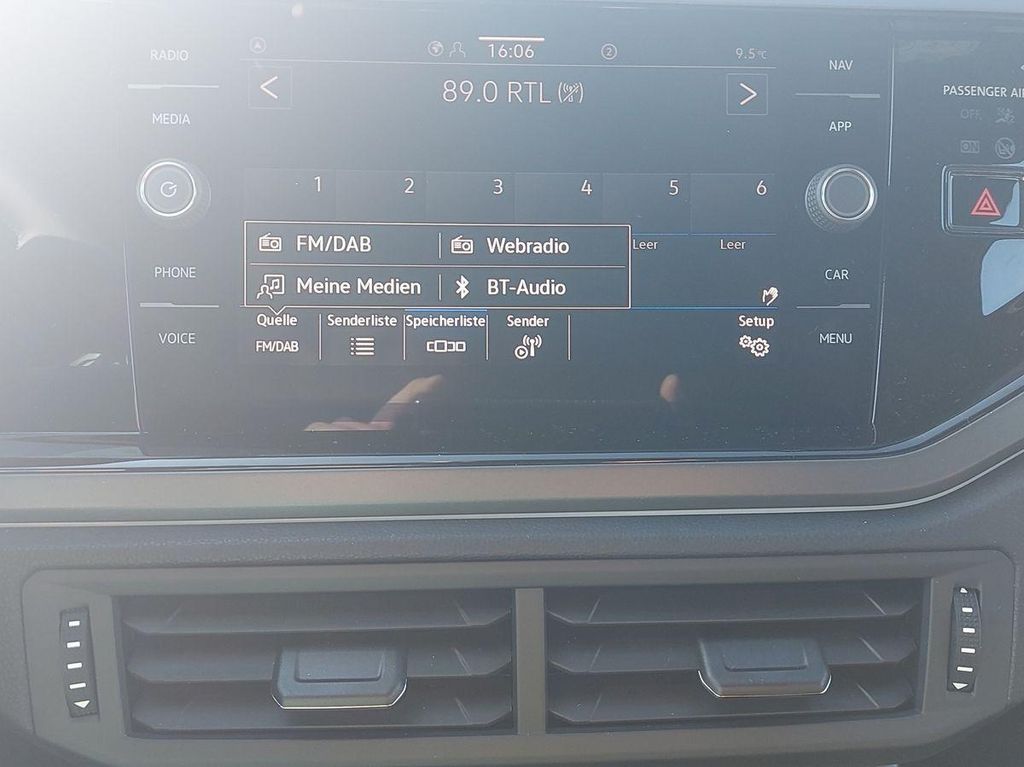 RADIO
MEDIA
PHONE
VOICE
16:06
2
9.5°C
89.0 RTL
1 2 3 4 5 6
FM/DAB Webradio
Meine Medien BT-Audio
Leer Leer
Quelle Senderliste Speicherliste Sender Setup
FM/DAB
NAV
APP
CAR
MENU
PASSENGER AI
OFF
ON